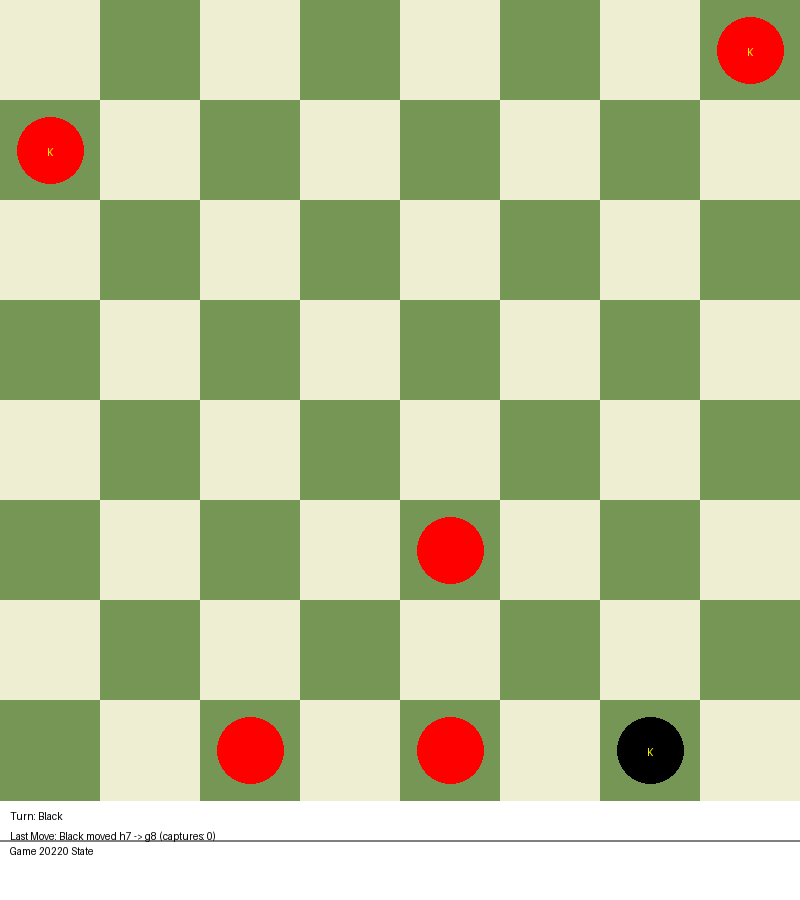 K
K
K
Turn: Black
Last Move: Black moved h7 -> g8 (captures: 0)
Game 20220 State